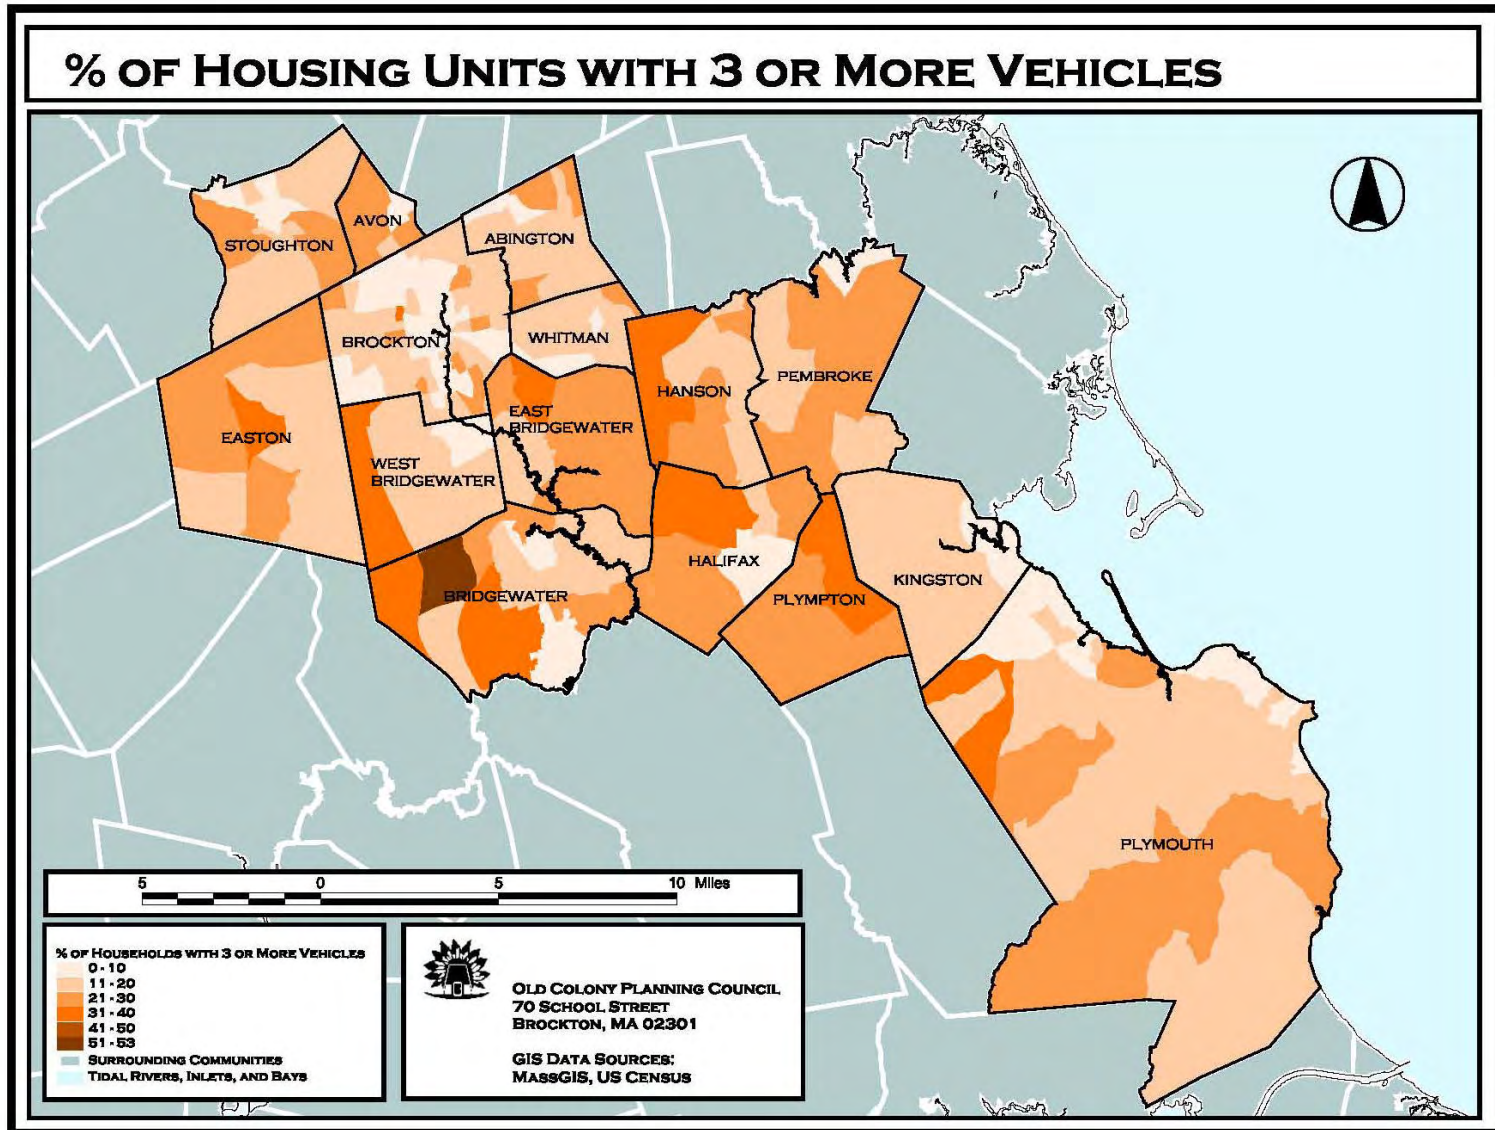 % of Housing Units with 3 or More Vehicles
Stoughton
Avon
Abington
Brockton
Whitman
Hanson
Pembroke
East
Bridgewater
Easton
West
Bridgewater
Halifax
Kingston
Bridgewater
Plympton
Plymouth
5 0 5 10 Miles
% of Households with 3 or More Vehicles
0 - 10
11 - 20
21 - 30
31 - 40
41 - 50
51 - 53
Surrounding Communities
Tidal Rivers, Inlets, and Bays
Old Colony Planning Council
70 School Street
Brockton, MA 02301
GIS Data Sources:
MassGIS, US Census